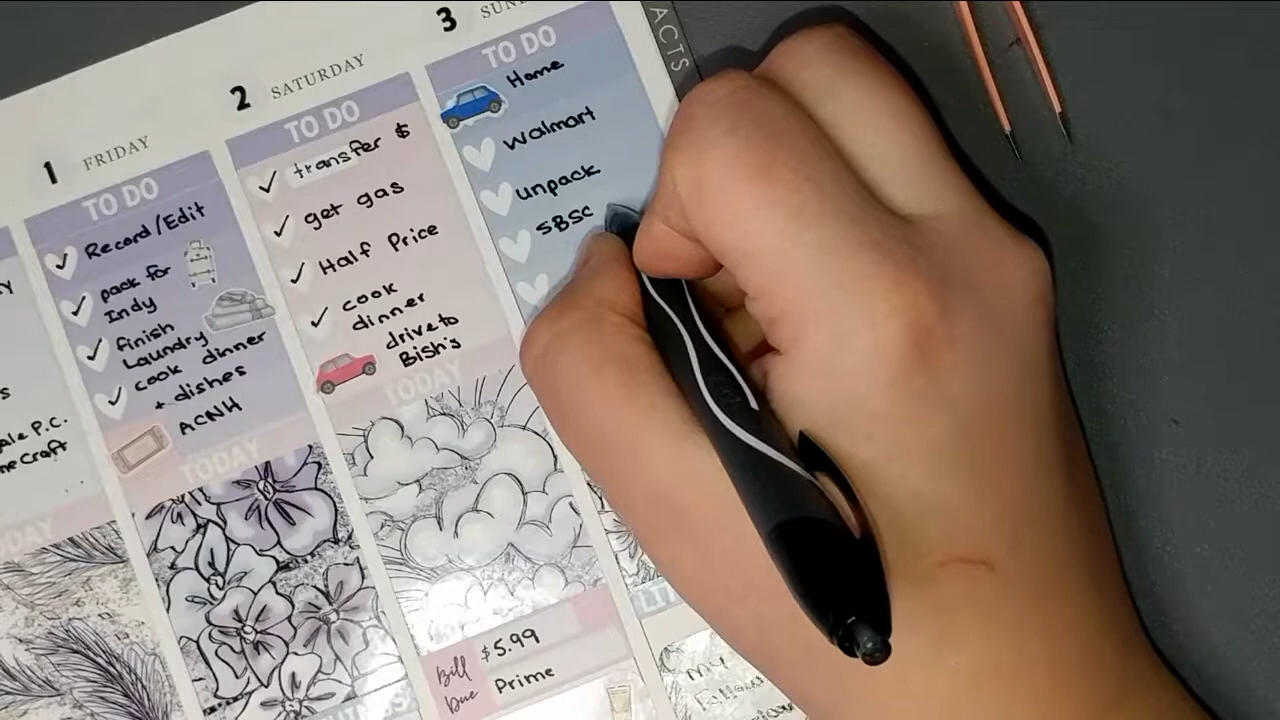 1 FRIDAY
TO DO
Record/Edit
pack for
Indy
finish
Laundry
cook dinner
+ dishes
ACNH
TODAY
2 SATURDAY
TO DO
transfer $
get gas
Half Price
cook
dinner
drive to
Bish's
TODAY
$5.99
Bill
Due
Prime
3 SUN
TO DO
Home
Walmart
unpack
SBSC
ACTS
P.C.
Craft
my